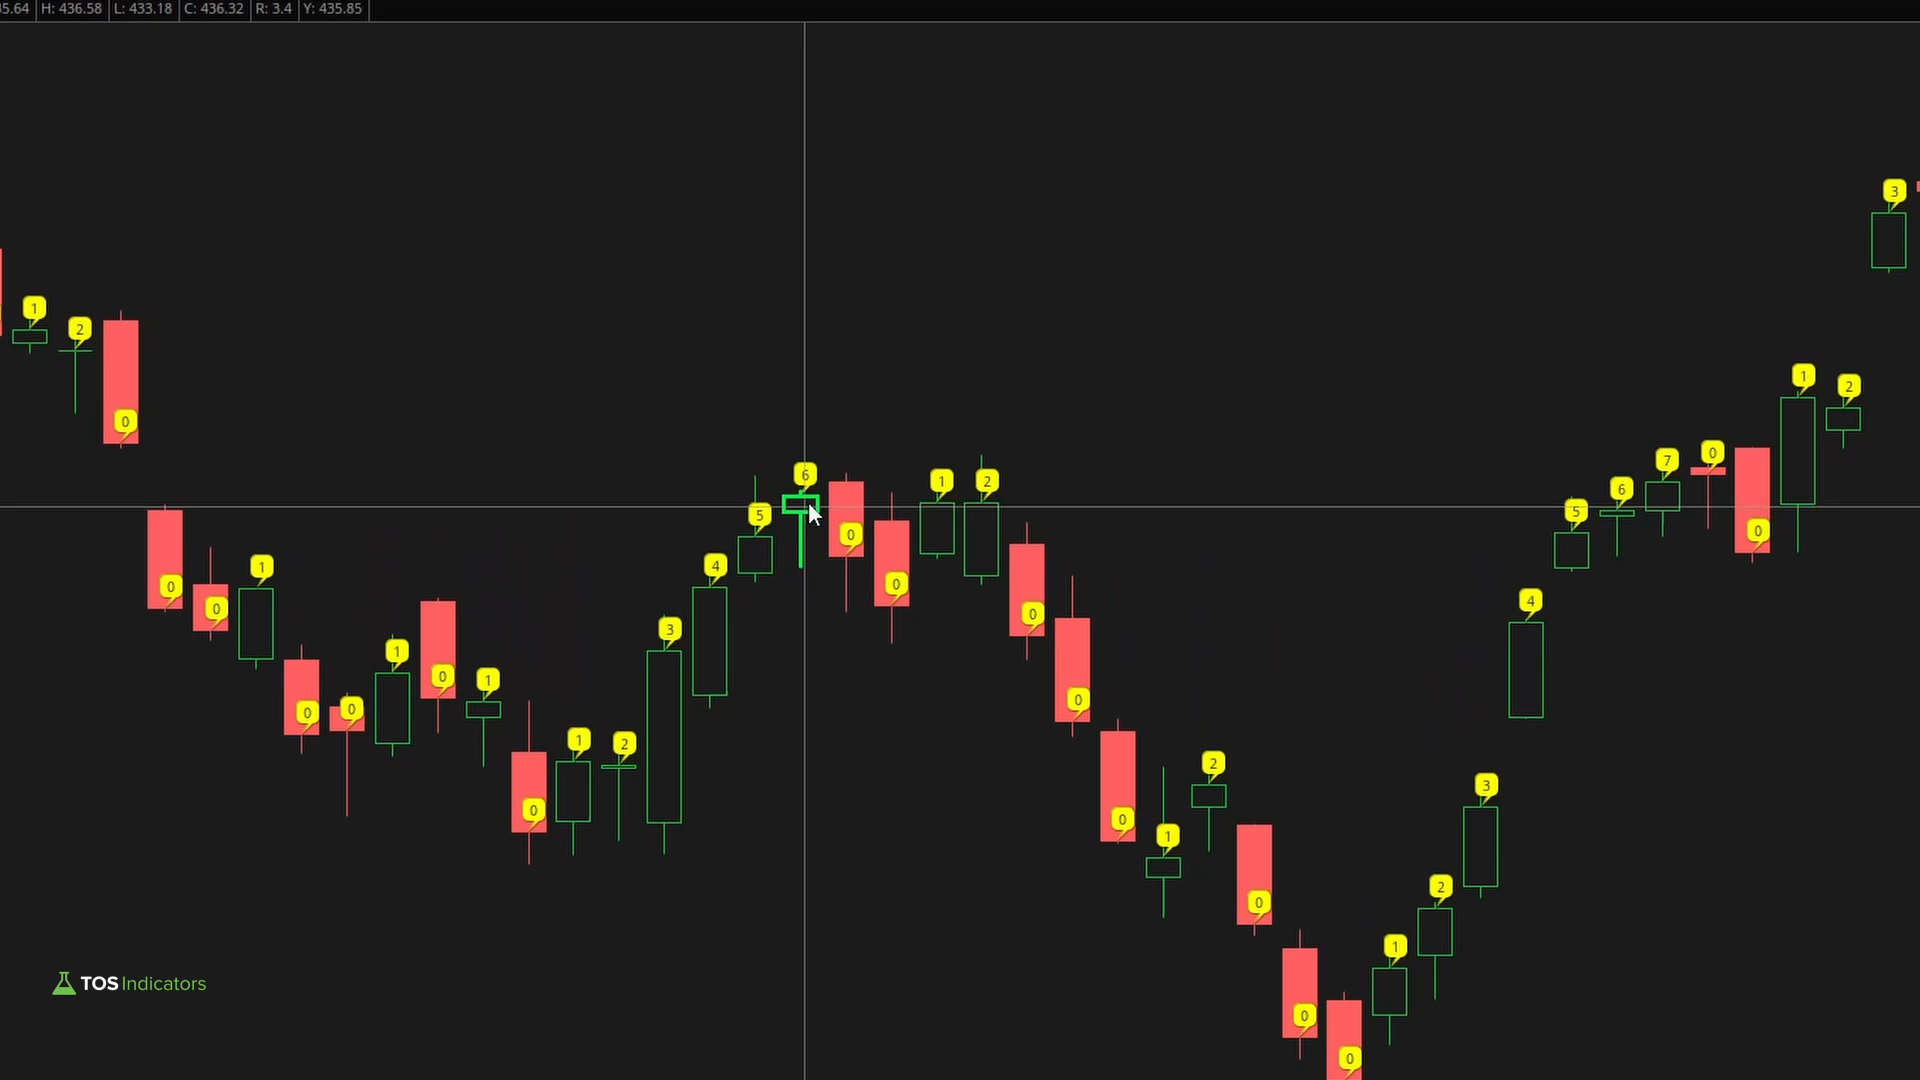 35.64 H: 436.58 L: 433.18 C: 436.32 R: 3.4 Y: 435.85
3
1 2 0
0 0 1 0 0 1 0 1 0 1 2 3 4 5 6 0 0 1 2 0 0 0 1 2 0 0 0 1 2 3 4 5 6 7 0 0 1 2
TOS Indicators